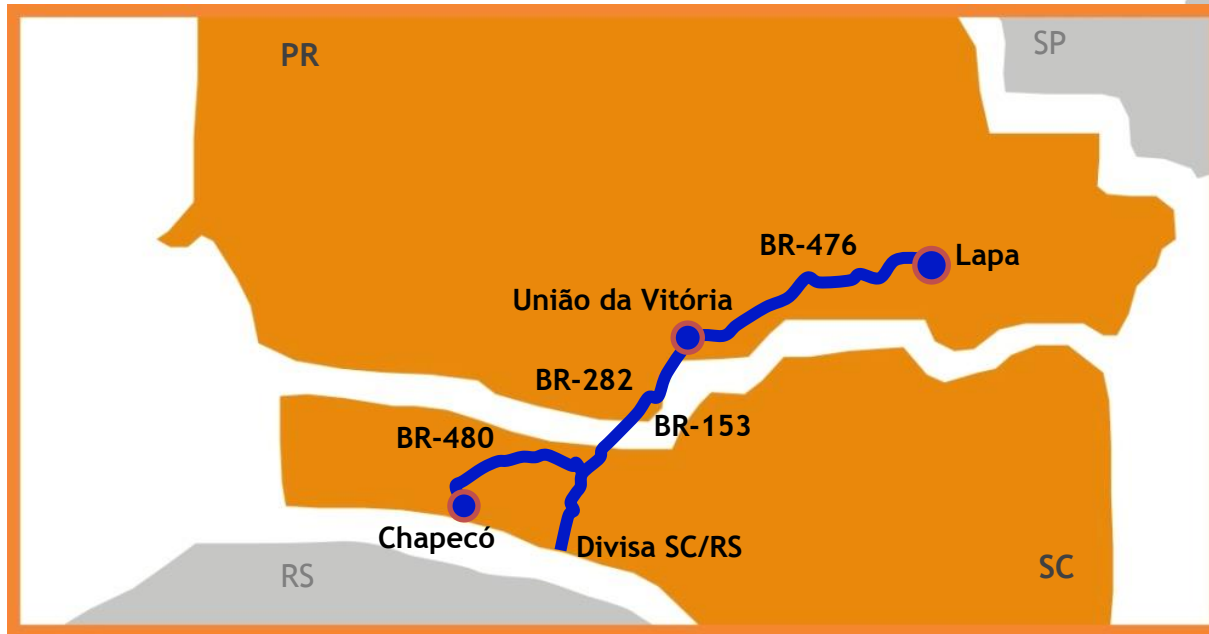 PR
SP
BR-476
Lapa
União da Vitória
BR-282
BR-153
BR-480
Chapecó
Divisa SC/RS
RS
SC